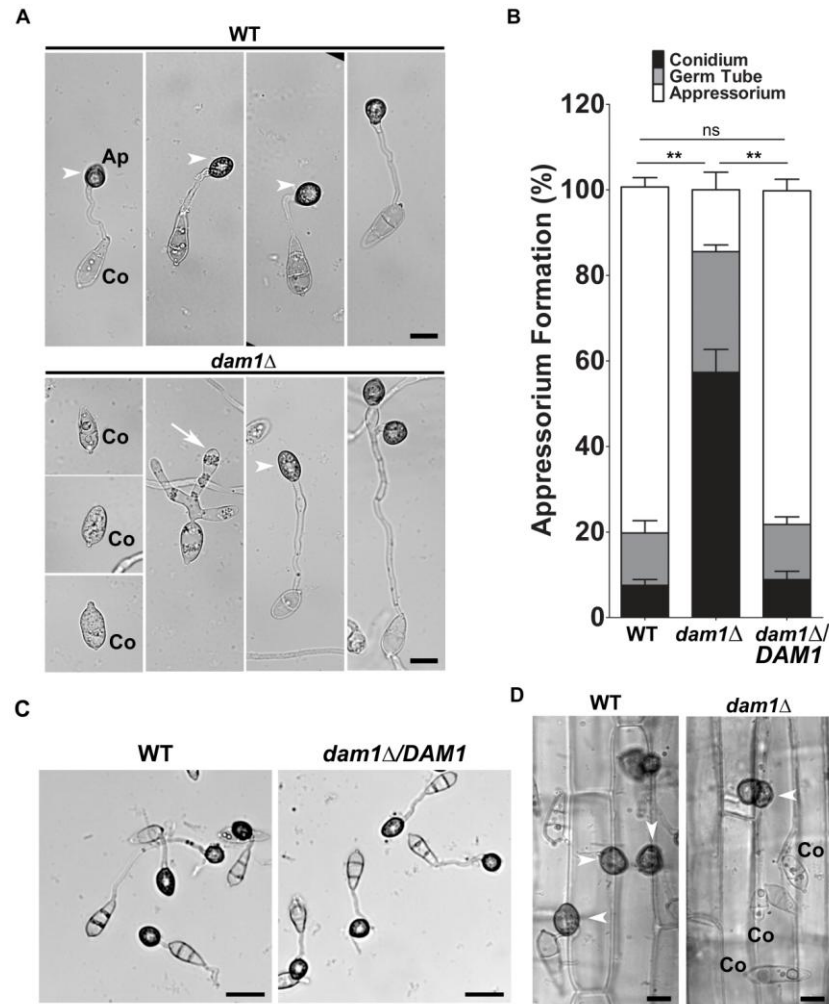 A
WT
Ap
Co
dam1Δ
Co
Co
Co
B
Conidium
Germ Tube
Appressorium
Appressorium Formation (%)
120
100
80
60
40
20
0
ns
** **
WT dam1Δ dam1Δ/
DAM1
C
WT dam1Δ/DAM1
D
WT dam1Δ
Co
Co
Co